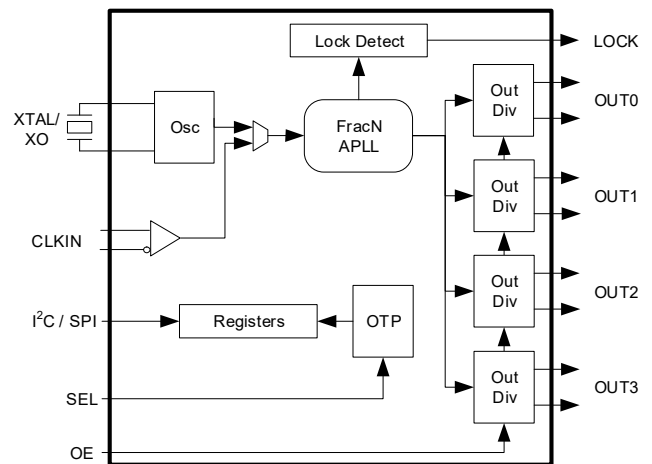 Lock Detect
LOCK
XTAL/
XO
Osc
FracN
APLL
Out
Div
OUT0
Out
Div
OUT1
CLKIN
Out
Div
OUT2
I²C / SPI
Registers
OTP
Out
Div
OUT3
SEL
OE